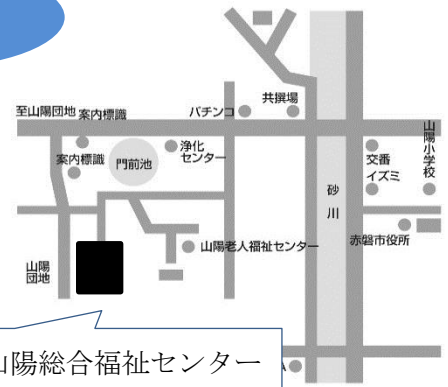 共撰場
パチンコ
至山陽団地
案内標識
浄化
センター
案内標識
門前池
山陽小学校
交番
イズミ
砂川
山陽老人福祉センター
赤磐市役所
山陽
団地
山陽総合福祉センター